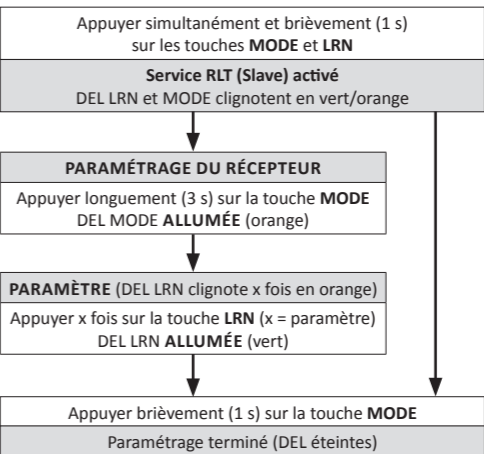 Appuyer simultanément et brièvement (1 s)
sur les touches MODE et LRN
Service RLT (Slave) activé
DEL LRN et MODE clignotent en vert/orange
PARAMÉTRAGE DU RÉCEPTEUR
Appuyer longuement (3 s) sur la touche MODE
DEL MODE ALLUMÉE (orange)
PARAMÈTRE (DEL LRN clignote x fois en orange)
Appuyer x fois sur la touche LRN (x = paramètre)
DEL LRN ALLUMÉE (vert)
Appuyer brièvement (1 s) sur la touche MODE
Paramétrage terminé (DEL éteintes)